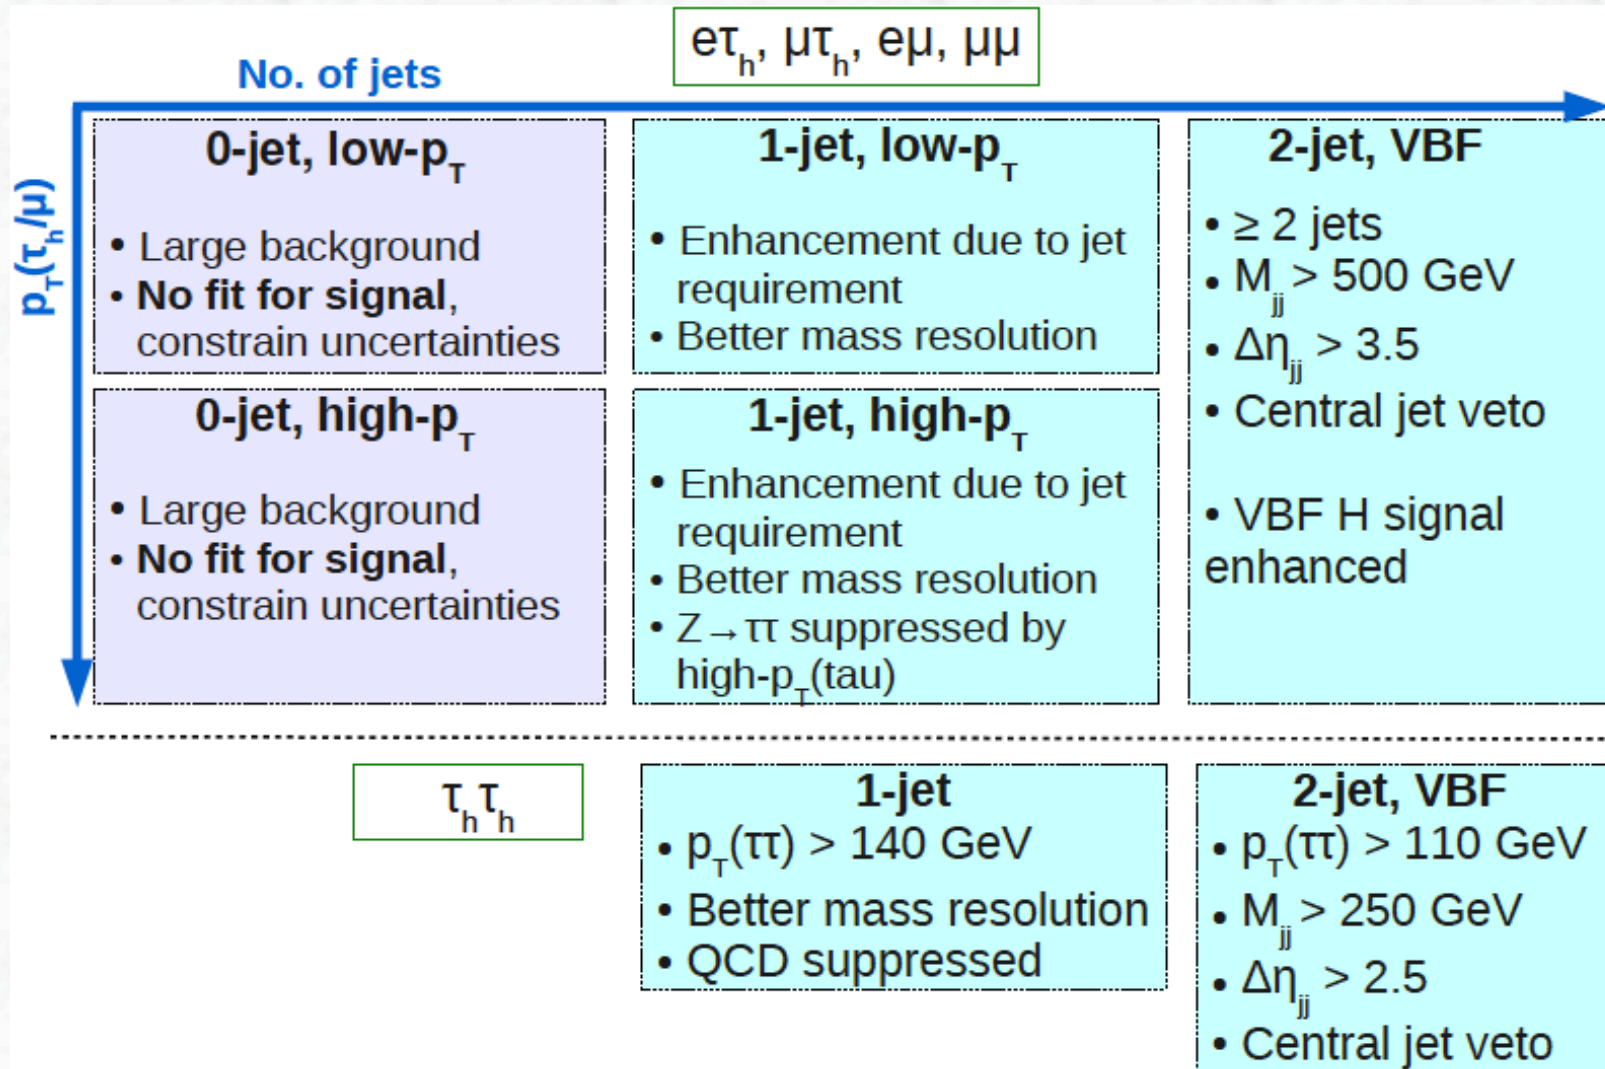 eτh, μτh, eμ, μμ
No. of jets
pT(τh/μ)
0-jet, low-pT
• Large background
• No fit for signal,
constrain uncertainties
1-jet, low-pT
• Enhancement due to jet
requirement
• Better mass resolution
2-jet, VBF
• ≥ 2 jets
• Mjj > 500 GeV
• Δηjj > 3.5
• Central jet veto
• VBF H signal
enhanced
0-jet, high-pT
• Large background
• No fit for signal,
constrain uncertainties
1-jet, high-pT
• Enhancement due to jet
requirement
• Better mass resolution
• Z→ττ suppressed by
high-pT(tau)
τhτh
1-jet
• pT(ττ) > 140 GeV
• Better mass resolution
• QCD suppressed
2-jet, VBF
• pT(ττ) > 110 GeV
• Mjj > 250 GeV
• Δηjj > 2.5
• Central jet veto